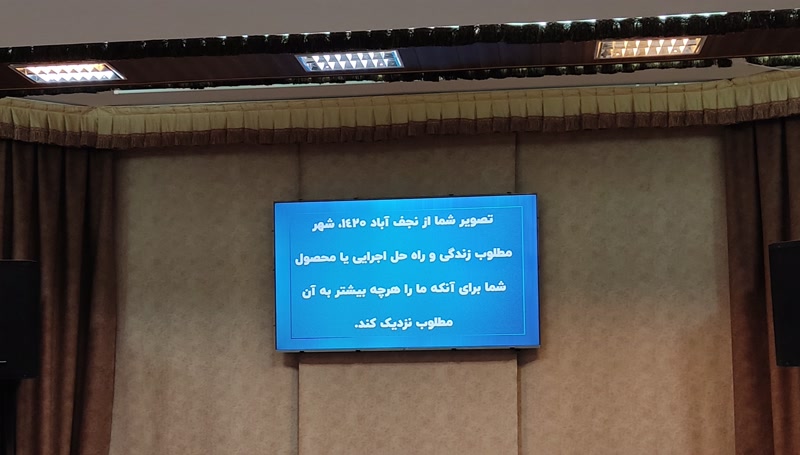 تصویر شما از نجف آباد ۱٤۲۰، شهر
مطلوب زندگی و راه حل اجرایی یا محصول
شما برای آنکه ما را هرچه بیشتر به آن
مطلوب نزدیک کند.